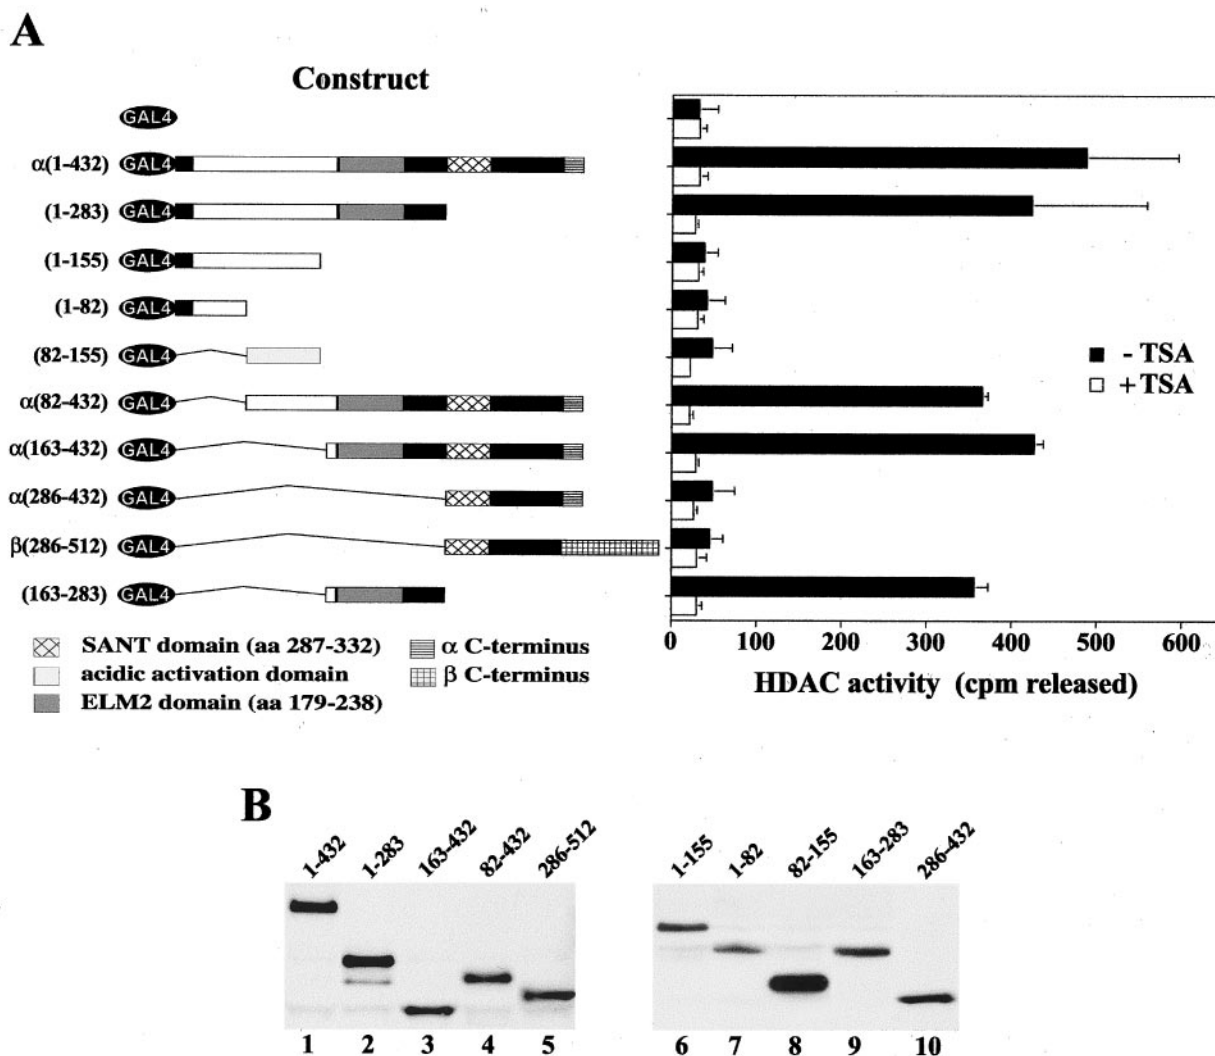 A
Construct
GAL4
α(1-432) GAL4
(1-283) GAL4
(1-155) GAL4
(1-82) GAL4
(82-155) GAL4
α(82-432) GAL4
α(163-432) GAL4
α(286-432) GAL4
β(286-512) GAL4
(163-283) GAL4
- TSA
+ TSA
0 100 200 300 400 500 600
HDAC activity (cpm released)
SANT domain (aa 287-332)
acidic activation domain
ELM2 domain (aa 179-238)
α C-terminus
β C-terminus
B
1-432 1-283 163-432 82-432 286-512
1-155 1-82 82-155 163-283 286-432
1 2 3 4 5
6 7 8 9 10